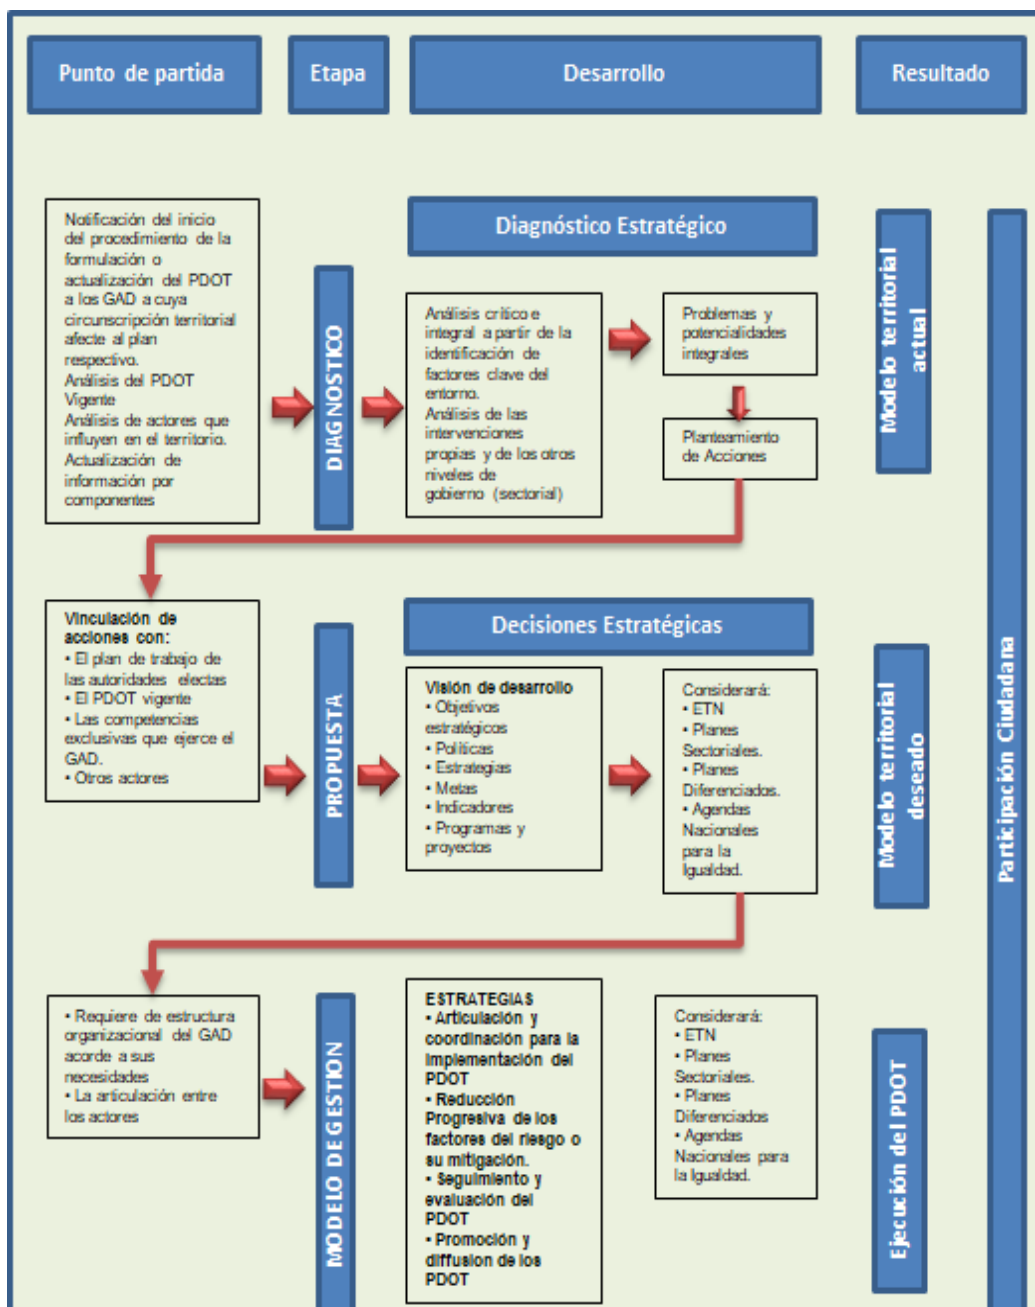 Punto de partida
Etapa
Desarrollo
Resultado
Notificación del inicio
del procedimiento de la
formulación o
actualización del PDOT
a los GAD a cuya
circunscripción territorial
afecte al plan
respectivo.
Análisis del PDOT
Vigente
Análisis de actores que
influyen en el territorio.
Actualización de
información por
componentes
DIAGNOSTICO
Diagnóstico Estratégico
Análisis crítico e
integral a partir de la
identificación de
factores clave del
entorno.
Análisis de las
intervenciones
propias y de los otros
niveles de
gobierno (sectorial)
Problemas y
potencialidades
integrales
Planteamiento
de Acciones
Modelo territorial
actual
Participación Ciudadana
Vinculación de
acciones con:
• El plan de trabajo de
las autoridades electas
• El PDOT vigente
• Las competencias
exclusivas que ejerce el
GAD.
• Otros actores
PROPUESTA
Decisiones Estratégicas
Visión de desarrollo
• Objetivos
estratégicos
• Políticas
• Estrategias
• Metas
• Indicadores
• Programas y
proyectos
Considerará:
• ETN
• Planes
Sectoriales.
• Planes
Diferenciados.
• Agendas
Nacionales
para la
Igualdad.
Modelo territorial
deseado
• Requiere de estructura
organizacional del GAD
acorde a sus
necesidades
• La articulación entre
los actores
MODELO DE GESTION
ESTRATEGIAS
• Articulación y
coordinación para la
implementación del
PDOT
• Reducción
Progresiva de los
factores del riesgo o
su mitigación.
• Seguimiento y
evaluación del
PDOT
• Promoción y
diffusion de los
PDOT
Considerará:
• ETN
• Planes
Sectoriales.
• Planes
Diferenciados
• Agendas
Nacionales para
la Igualdad.
Ejecución del PDOT